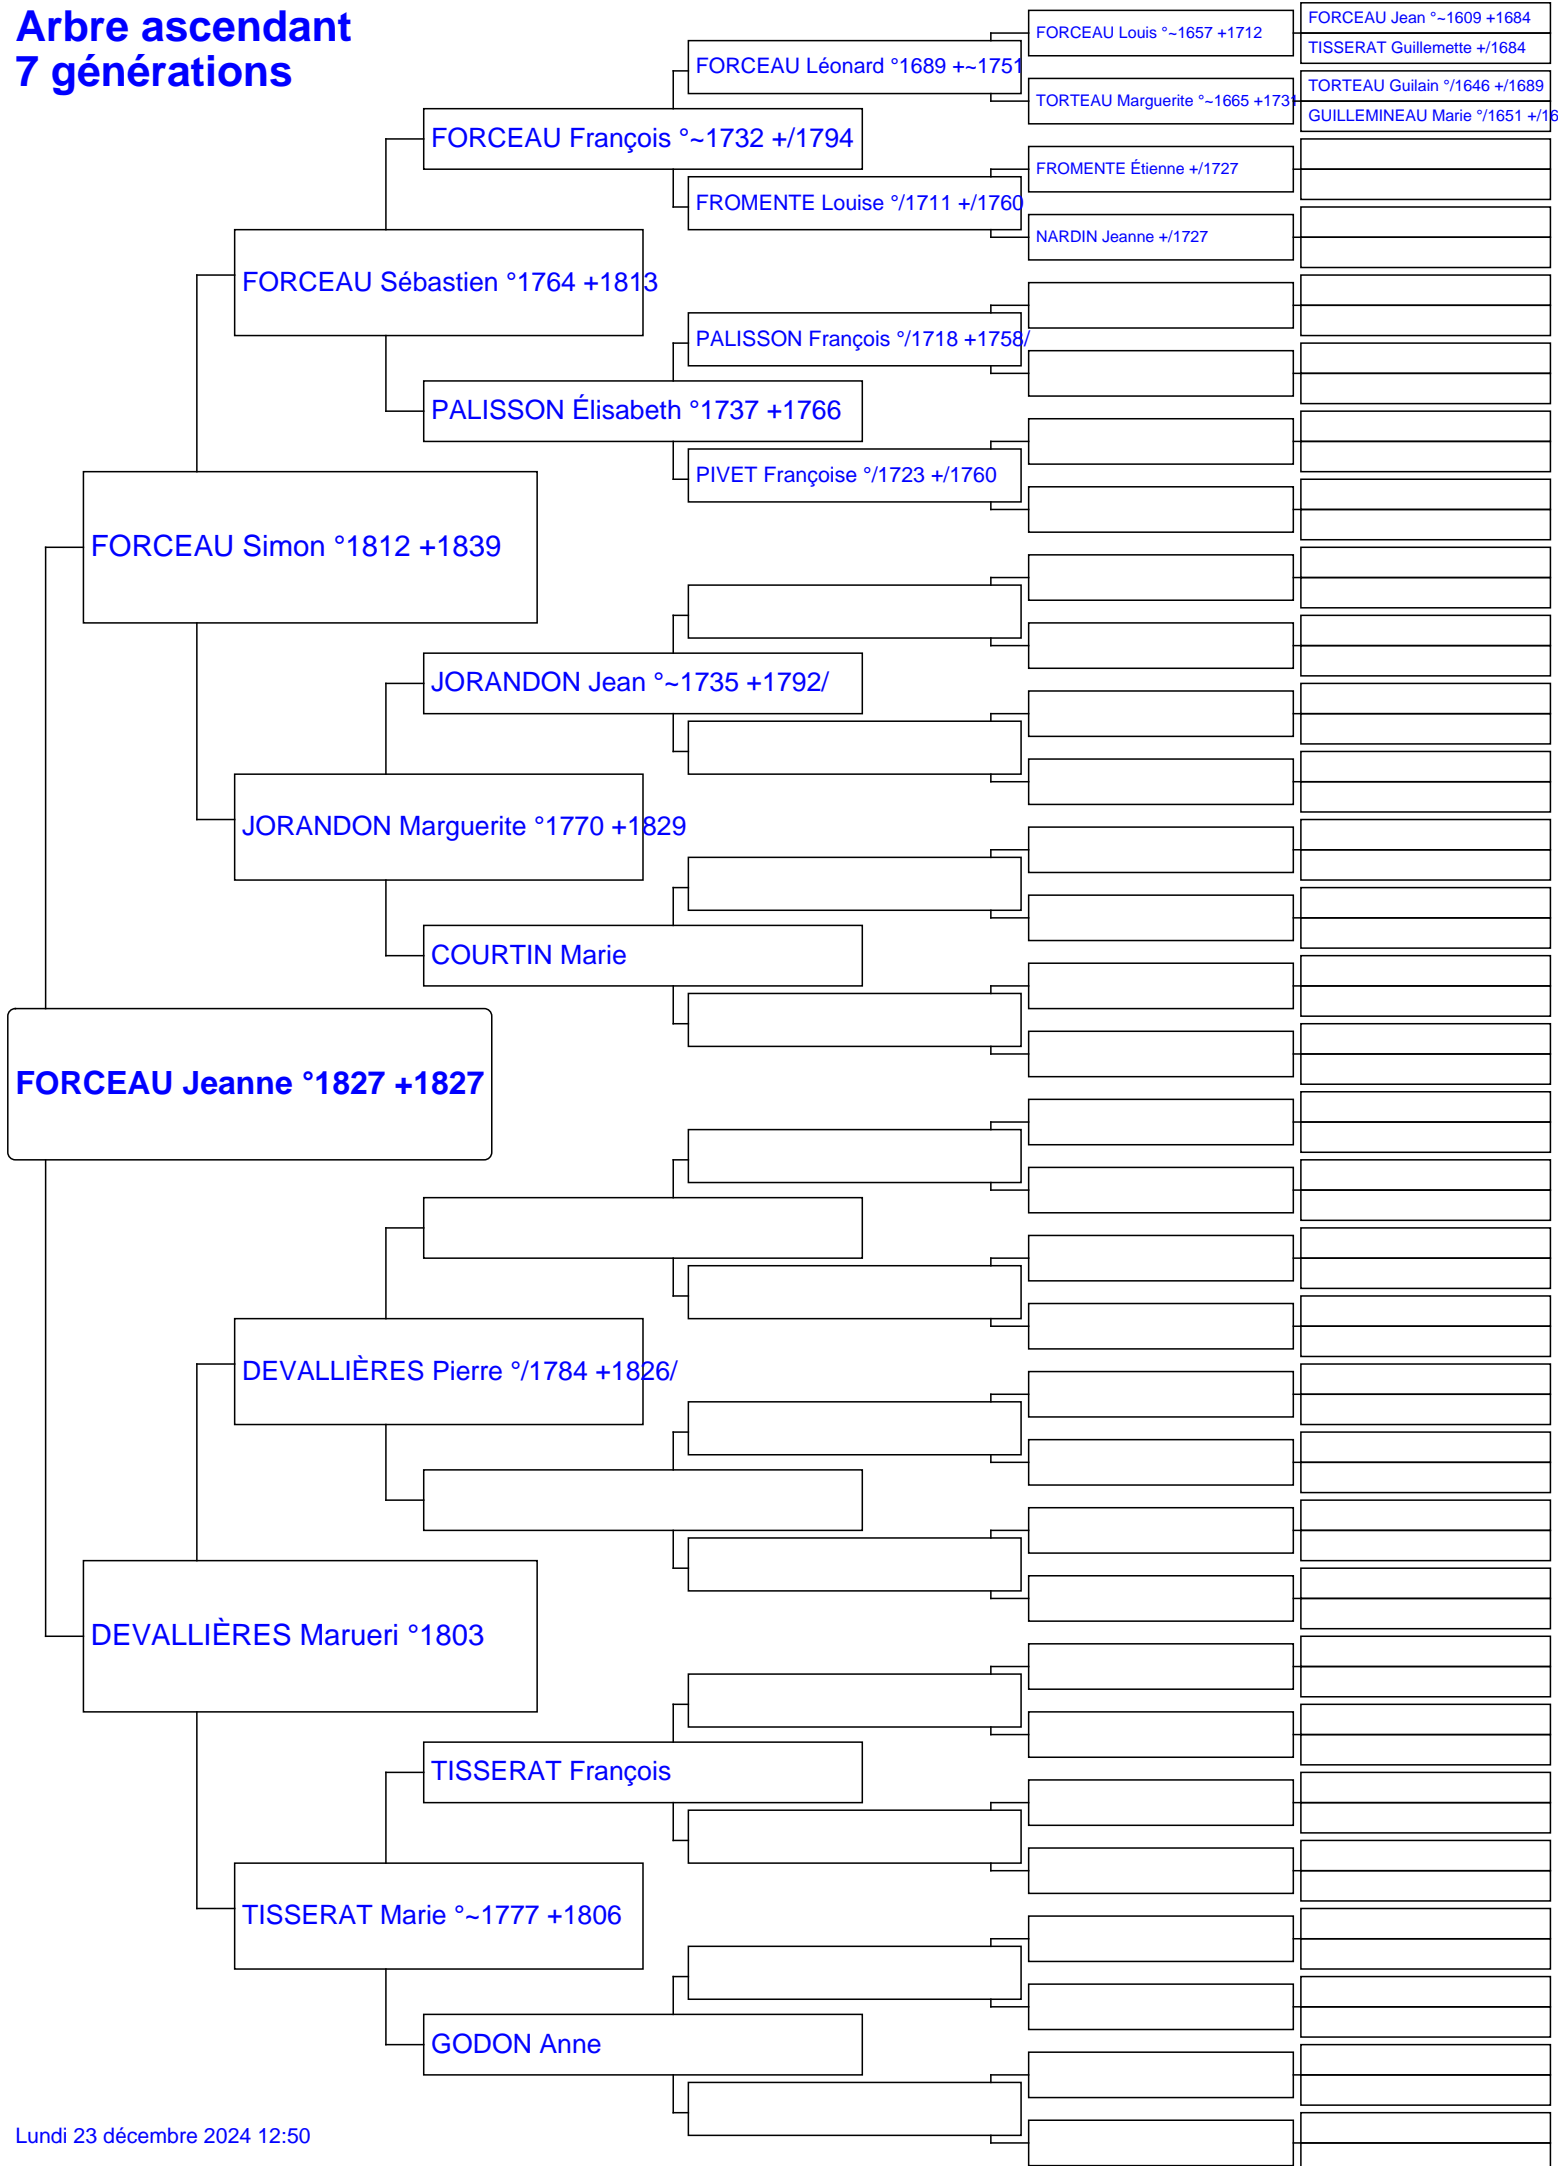 Arbre ascendant
7 générations
FORCEAU Jean °~1609 +1684
FORCEAU Louis °~1657 +1712
TISSERAT Guillemette +/1684
FORCEAU Léonard °1689 +~1751
TORTEAU Guilain °/1646 +/1689
TORTEAU Marguerite °~1665 +1731
GUILLEMINEAU Marie °/1651 +/16
FORCEAU François °~1732 +/1794
FROMENTE Étienne +/1727
FROMENTE Louise °/1711 +/1760
NARDIN Jeanne +/1727
FORCEAU Sébastien °1764 +1813
PALISSON François °/1718 +1758/
PALISSON Élisabeth °1737 +1766
PIVET Françoise °/1723 +/1760
FORCEAU Simon °1812 +1839
JORANDON Jean °~1735 +1792/
JORANDON Marguerite °1770 +1829
COURTIN Marie
FORCEAU Jeanne °1827 +1827
DEVALLIÈRES Pierre °/1784 +1826/
DEVALLIÈRES Marueri °1803
TISSERAT François
TISSERAT Marie °~1777 +1806
GODON Anne
Lundi 23 décembre 2024 12:50